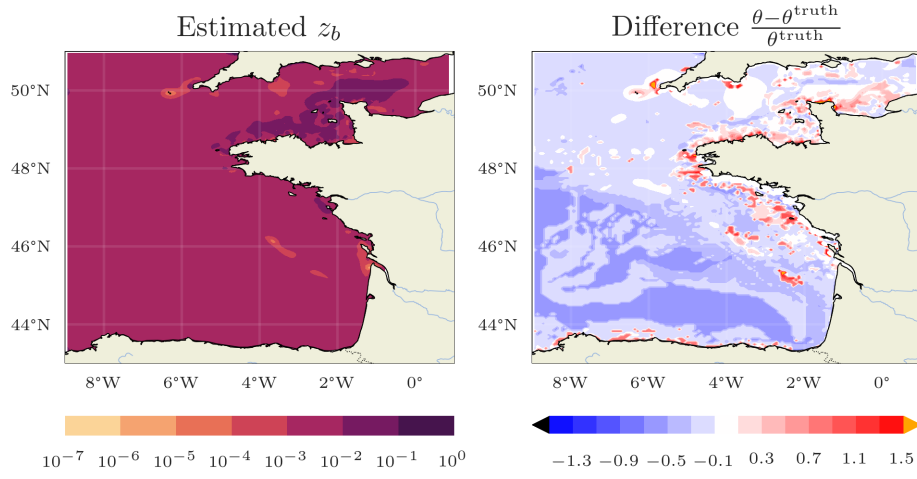 Estimated z_b
Difference \frac{θ−θ^{truth}}{θ^{truth}}
50°N
48°N
46°N
44°N
8°W 6°W 4°W 2°W 0°
50°N
48°N
46°N
44°N
8°W 6°W 4°W 2°W 0°
10^{−7} 10^{−6} 10^{−5} 10^{−4} 10^{−3} 10^{−2} 10^{−1} 10^{0}
−1.3 −0.9 −0.5 −0.1 0.3 0.7 1.1 1.5